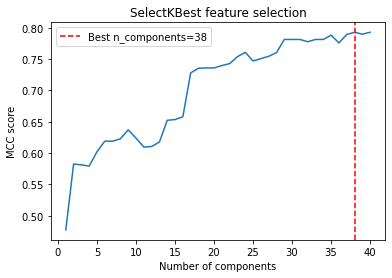 SelectKBest feature selection
Best n_components=38
MCC score
0.80
0.75
0.70
0.65
0.60
0.55
0.50
0 5 10 15 20 25 30 35 40
Number of components